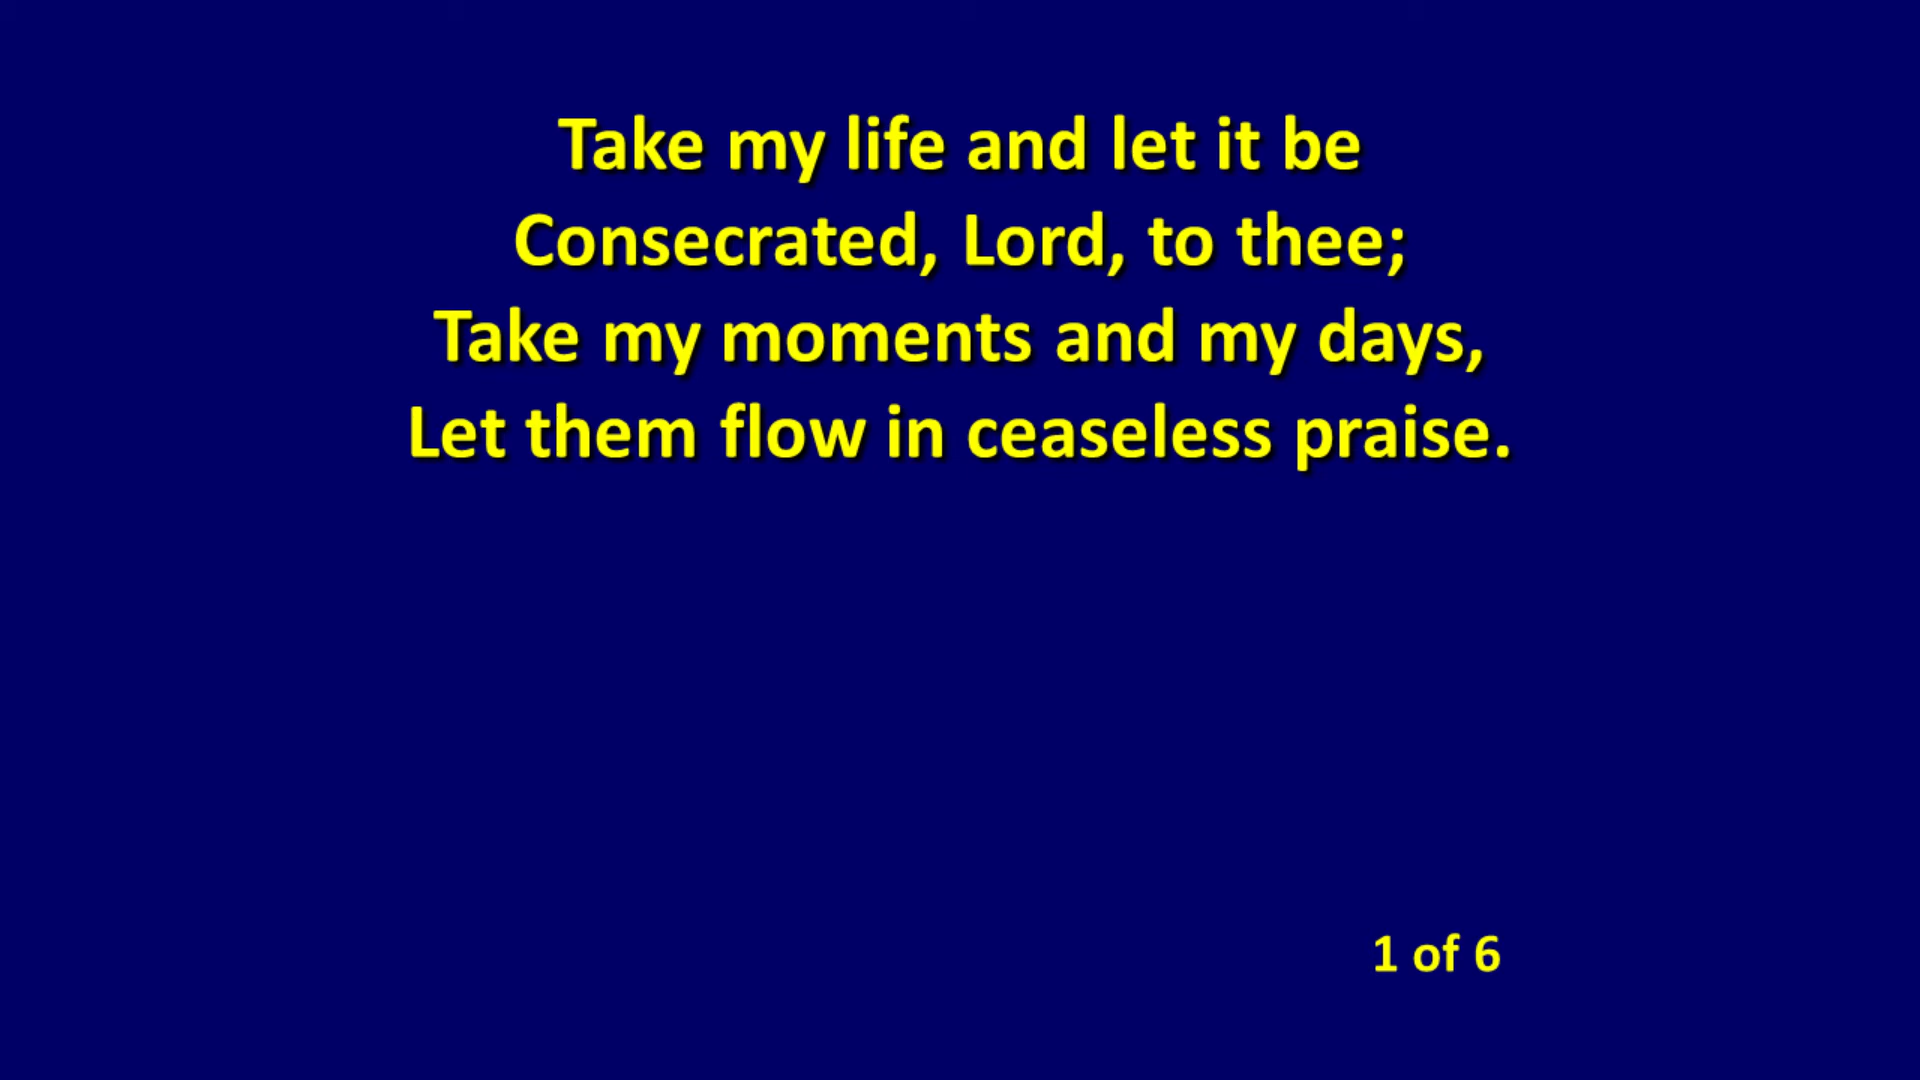 Take my life and let it be
Consecrated, Lord, to thee;
Take my moments and my days,
Let them flow in ceaseless praise.
1 of 6